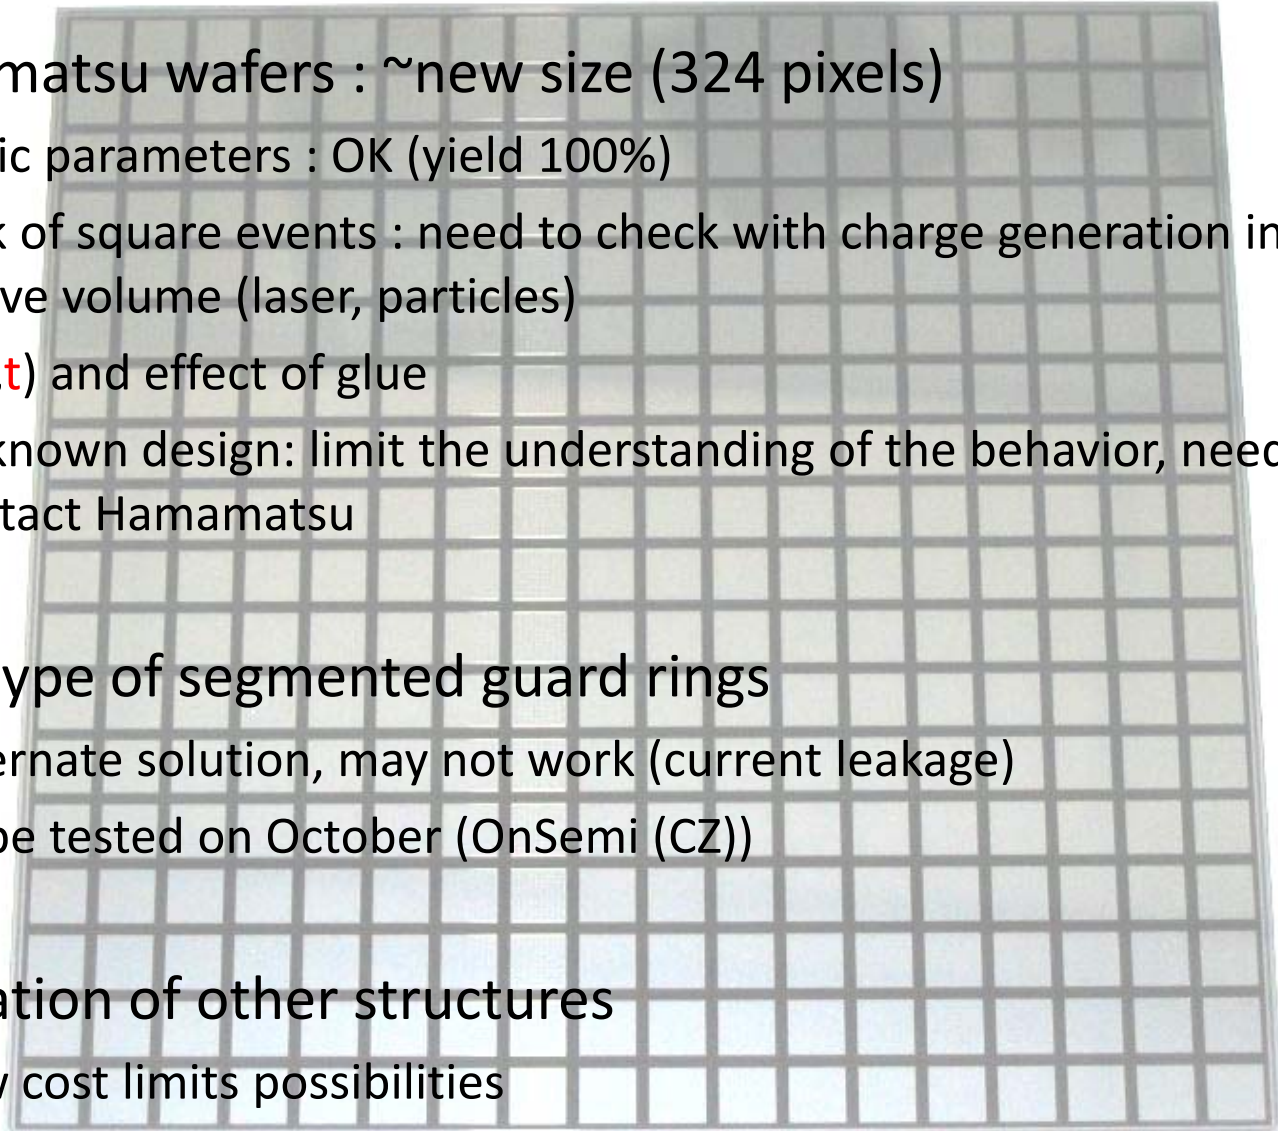 matsu wafers : ~new size (324 pixels)
ic parameters : OK (yield 100%)
of square events : need to check with charge generation in
ve volume (laser, particles)
t) and effect of glue
known design: limit the understanding of the behavior, need
tact Hamamatsu
ype of segmented guard rings
ernate solution, may not work (current leakage)
be tested on October (OnSemi (CZ))
ation of other structures
cost limits possibilities